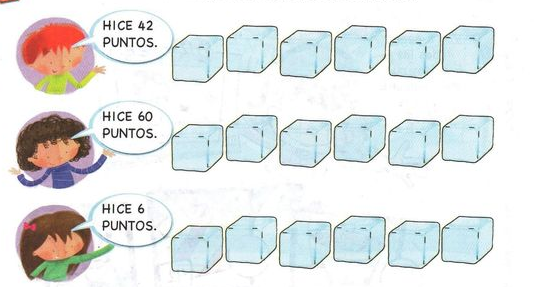 HICE 42
PUNTOS.
HICE 60
PUNTOS.
HICE 6
PUNTOS.